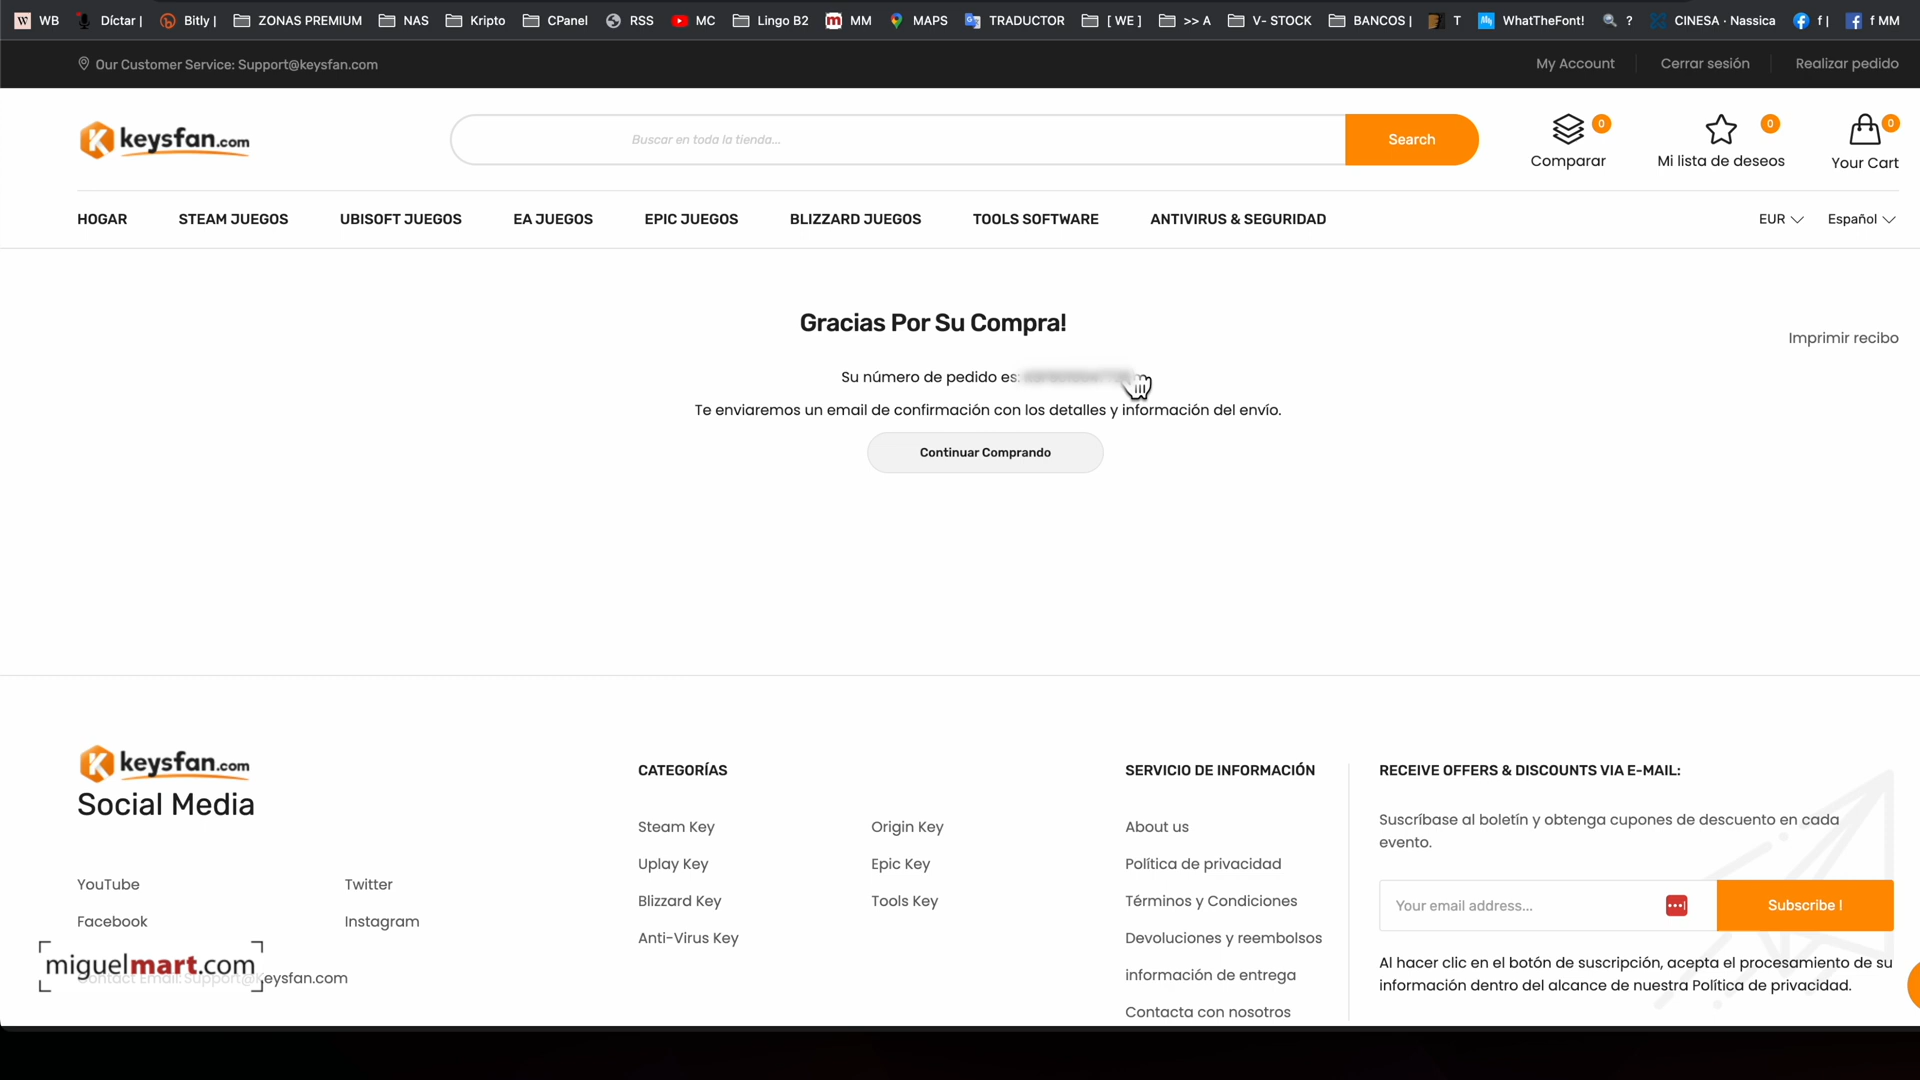 WB
Díctar |
Bitly |
ZONAS PREMIUM
NAS
Kripto
CPanel
RSS
MC
Lingo B2
MM
MAPS
TRADUCTOR
[ WE ]
>> A
V- STOCK
BANCOS |
T
WhatTheFont!
?
CINESA · Nassica
f |
f MM
Our Customer Service: Support@keysfan.com
My Account
Cerrar sesión
Realizar pedido
keysfan.com
Buscar en toda la tienda...
Search
0
Comparar
0
Mi lista de deseos
0
Your Cart
HOGAR
STEAM JUEGOS
UBISOFT JUEGOS
EA JUEGOS
EPIC JUEGOS
BLIZZARD JUEGOS
TOOLS SOFTWARE
ANTIVIRUS & SEGURIDAD
EUR
Español
Gracias Por Su Compra!
Imprimir recibo
Su número de pedido es:
Te enviaremos un email de confirmación con los detalles y información del envío.
Continuar Comprando
keysfan.com
Social Media
YouTube
Twitter
Facebook
Instagram
miguelmart.com
Contact Email: Support@Keysfan.com
CATEGORÍAS
Steam Key
Origin Key
Uplay Key
Epic Key
Blizzard Key
Tools Key
Anti-Virus Key
SERVICIO DE INFORMACIÓN
About us
Política de privacidad
Términos y Condiciones
Devoluciones y reembolsos
información de entrega
Contacta con nosotros
RECEIVE OFFERS & DISCOUNTS VIA E-MAIL:
Suscríbase al boletín y obtenga cupones de descuento en cada
evento.
Your email address...
Subscribe !
Al hacer clic en el botón de suscripción, acepta el procesamiento de su
información dentro del alcance de nuestra Política de privacidad.